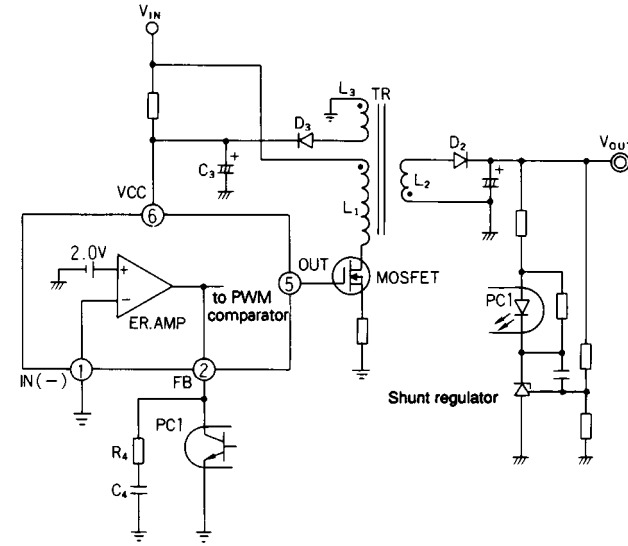 VIN
L3
TR
D3
D2
VOUT
C3
+
+
VCC
6
L1
L2
2.0V
+
−
ER.AMP
to PWM
comparator
OUT
5
MOSFET
PC1
IN(−)
1
2
FB
Shunt regulator
PC1
R4
C4